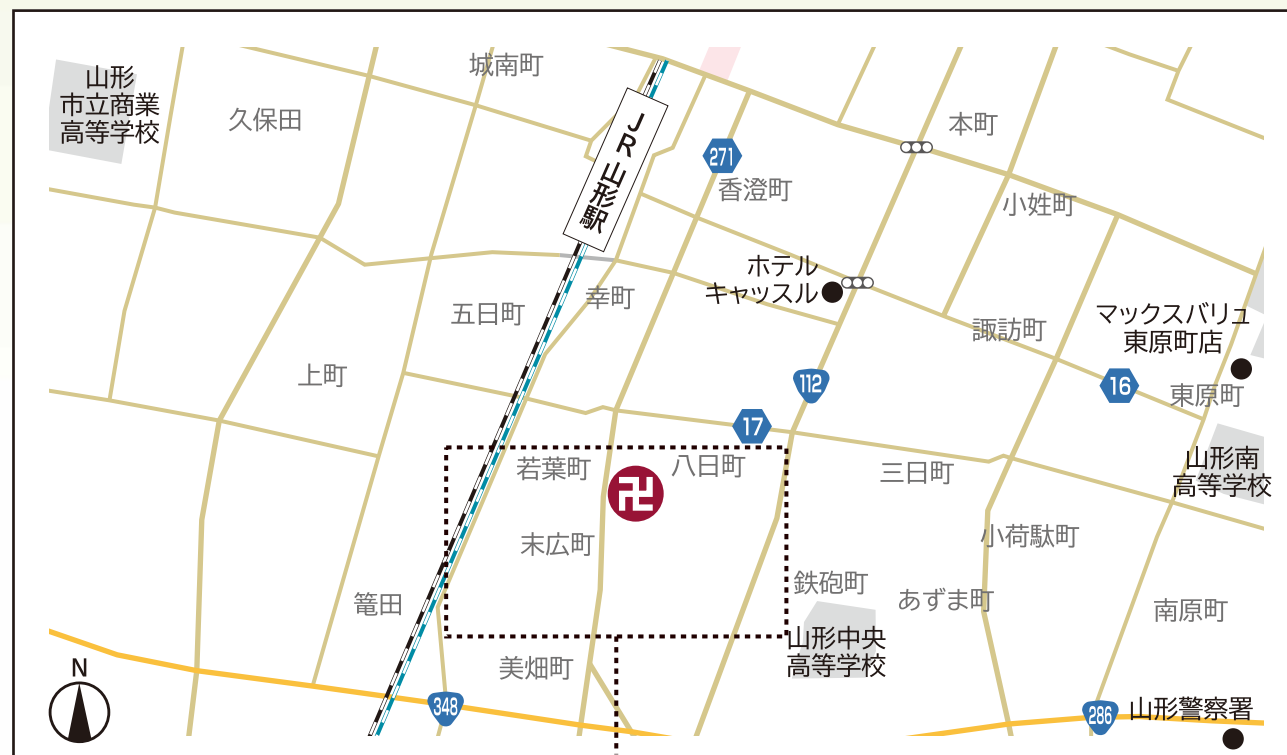 城南町
山形
市立商業
高等学校
久保田
本町
JR 山形駅
271
香澄町
小姓町
ホテル
キャッスル
五日町
幸町
マックスバリュ
東原町店
諏訪町
上町
112
16
東原町
17
若葉町
八日町
三日町
山形南
高等学校
卍
末広町
小荷駄町
鉄砲町
あずま町
篭田
南原町
山形中央
高等学校
美畑町
N
348
286
山形警察署